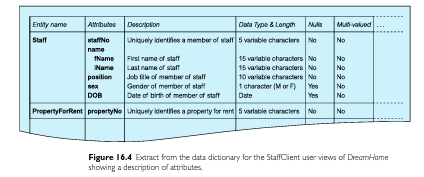 Entity name Attributes Description Data Type & Length Nulls Multi-valued ...
Staff staffNo Uniquely identifies a member of staff 5 variable characters No No
name
fName First name of staff 15 variable characters No No
lName Last name of staff 15 variable characters No No
position Job title of member of staff 10 variable characters No No
sex Gender of member of staff 1 character (M or F) Yes No
DOB Date of birth of member of staff Date Yes No
PropertyForRent propertyNo Uniquely identifies a property for rent 5 variable characters No No
Figure 16.4 Extract from the data dictionary for the StaffClient user views of DreamHome
showing a description of attributes.